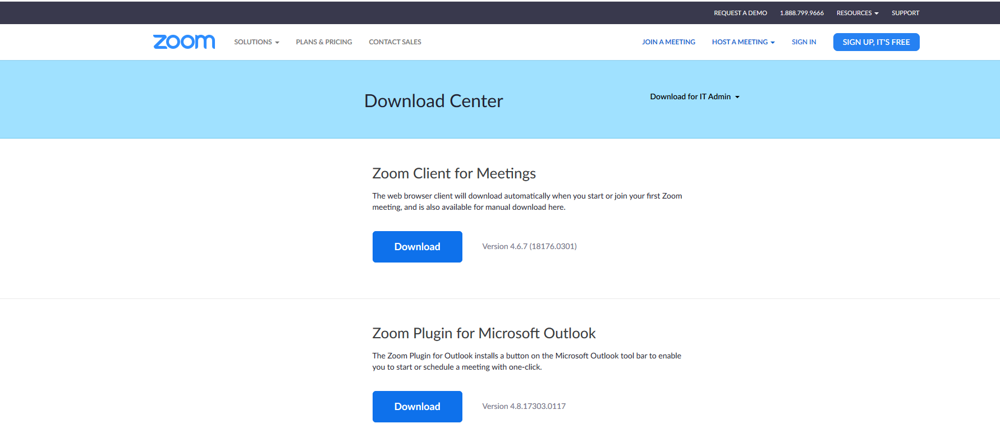 REQUEST A DEMO 1.888.799.9666 RESOURCES SUPPORT
zoom SOLUTIONS PLANS & PRICING CONTACT SALES JOIN A MEETING HOST A MEETING SIGN IN SIGN UP, IT'S FREE
Download Center
Download for IT Admin
Zoom Client for Meetings
The web browser client will download automatically when you start or join your first Zoom
meeting, and is also available for manual download here.
Download Version 4.6.7 (18176.0301)
Zoom Plugin for Microsoft Outlook
The Zoom Plugin for Outlook installs a button on the Microsoft Outlook tool bar to enable
you to start or schedule a meeting with one-click.
Download Version 4.8.17303.0117